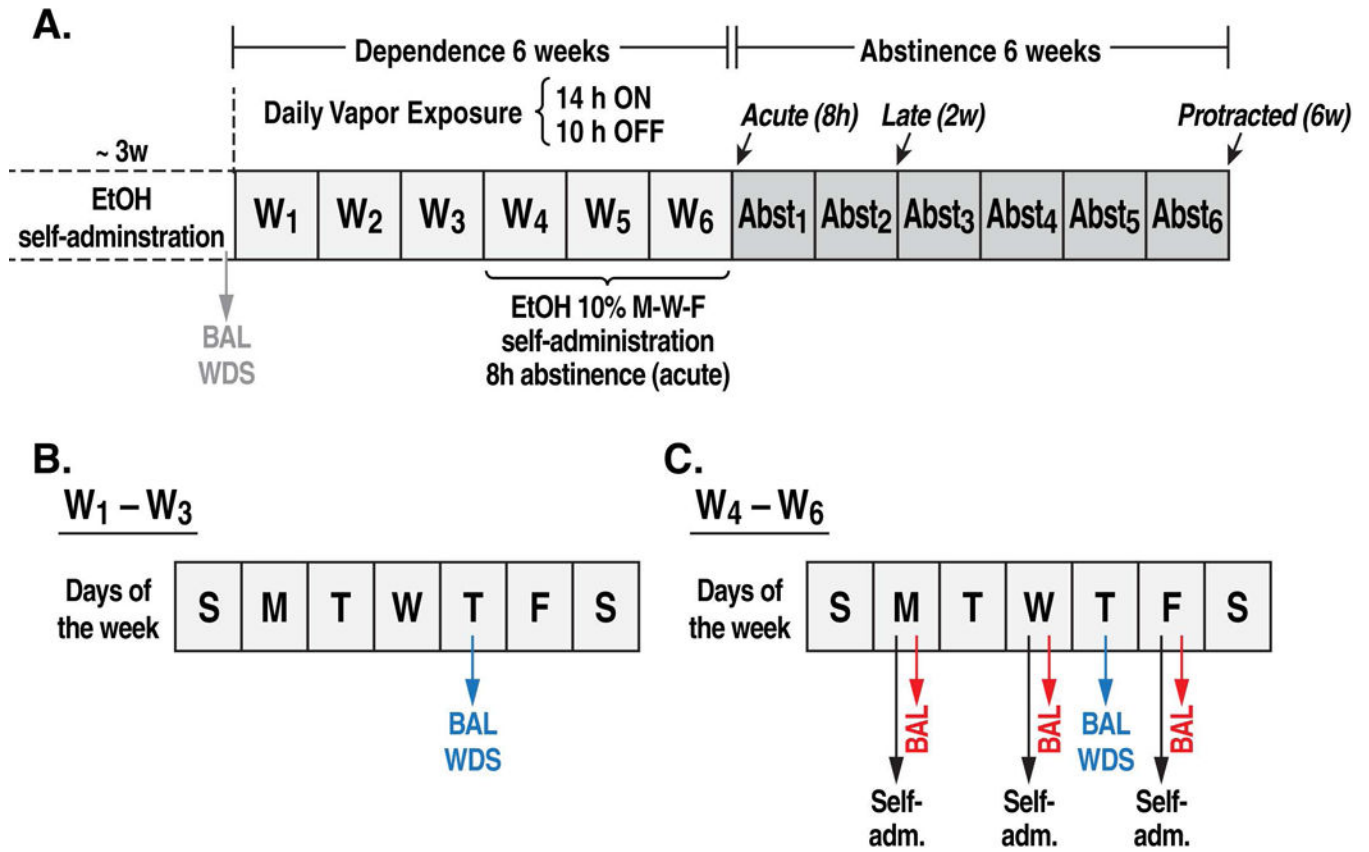 A.
Dependence 6 weeks
Abstinence 6 weeks
Daily Vapor Exposure { 14 h ON
10 h OFF
Acute (8h)
Late (2w)
Protracted (6w)
~ 3w
EtOH
self-adminstration
W1 W2 W3 W4 W5 W6 Abst1 Abst2 Abst3 Abst4 Abst5 Abst6
BAL
WDS
EtOH 10% M-W-F
self-administration
8h abstinence (acute)
B.
W1 – W3
Days of
the week
S M T W T F S
BAL
WDS
C.
W4 – W6
Days of
the week
S M T W T F S
BAL
BAL
BAL
WDS
BAL
Self-
adm.
Self-
adm.
Self-
adm.